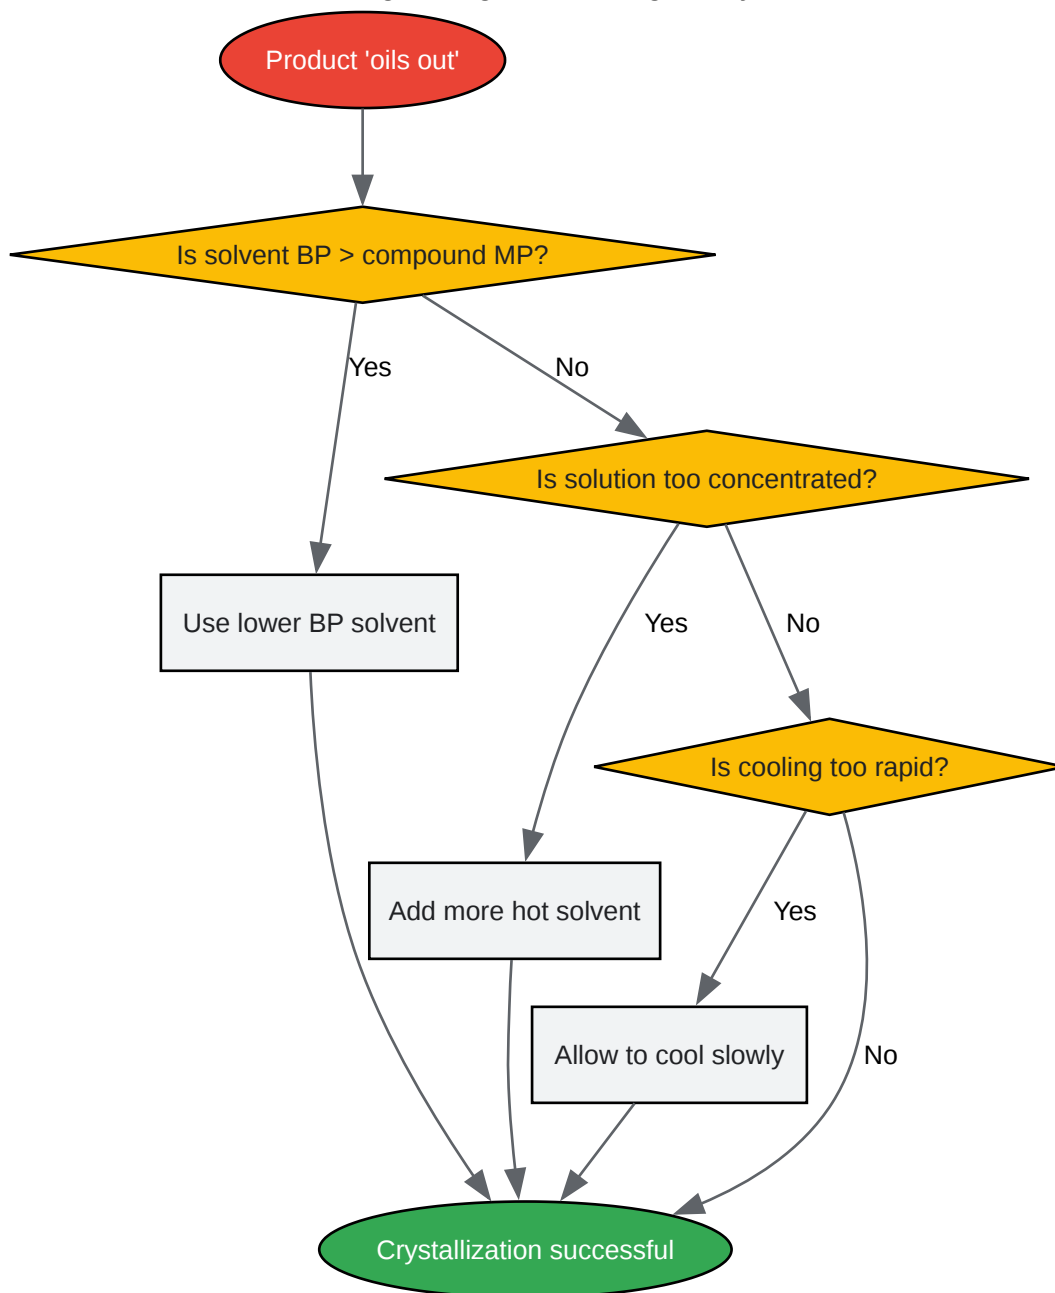 Product 'oils out'
Is solvent BP > compound MP?
Yes
No
Is solution too concentrated?
Use lower BP solvent
Yes
No
Is cooling too rapid?
Add more hot solvent
Yes
Allow to cool slowly
No
Crystallization successful